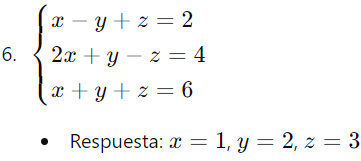 6. { x − y + z = 2
2x + y − z = 4
x + y + z = 6
• Respuesta: x = 1, y = 2, z = 3